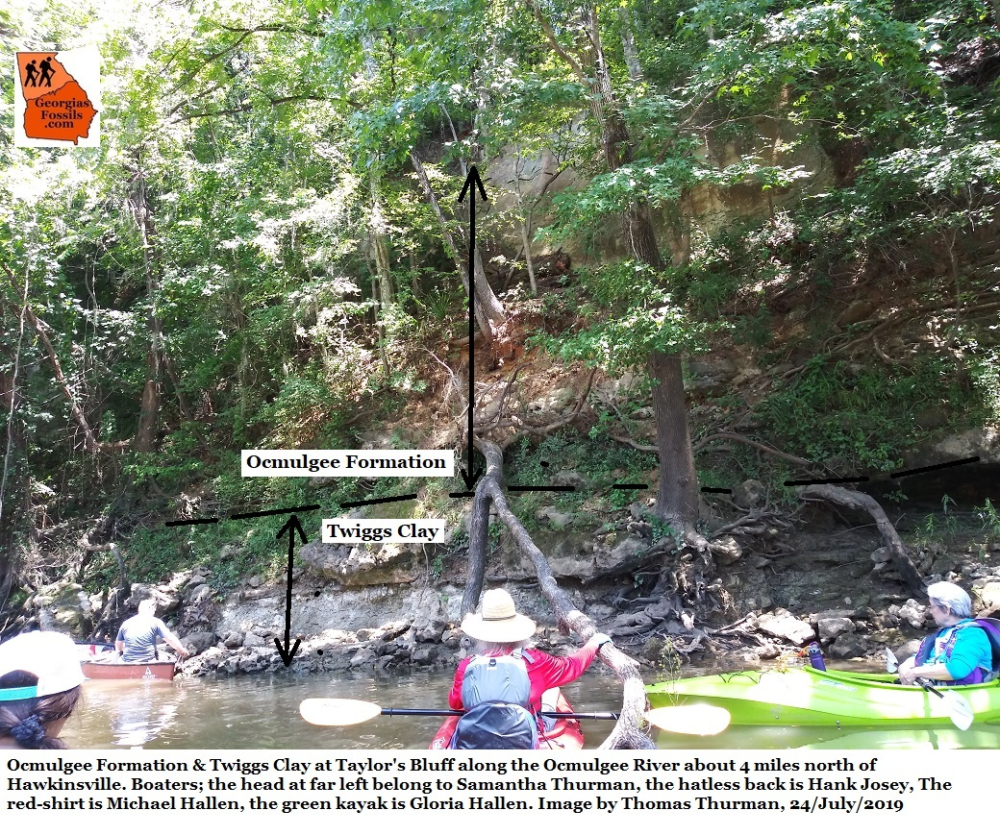 Georgias
Fossils
.com
Ocmulgee Formation
Twiggs Clay
Ocmulgee Formation & Twiggs Clay at Taylor's Bluff along the Ocmulgee River about 4 miles north of
Hawkinsville. Boaters; the head at far left belong to Samantha Thurman, the hatless back is Hank Josey, The
red-shirt is Michael Hallen, the green kayak is Gloria Hallen. Image by Thomas Thurman, 24/July/2019